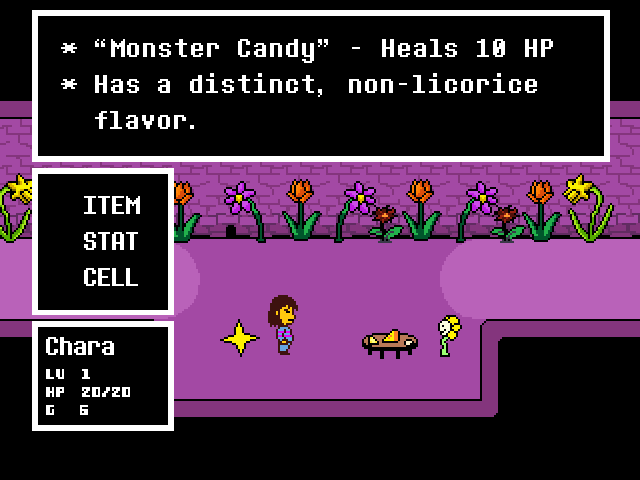 * “Monster Candy” - Heals 10 HP
* Has a distinct, non-licorice
flavor.
ITEM
STAT
CELL
Chara
LV 1
HP 20/20
G 6